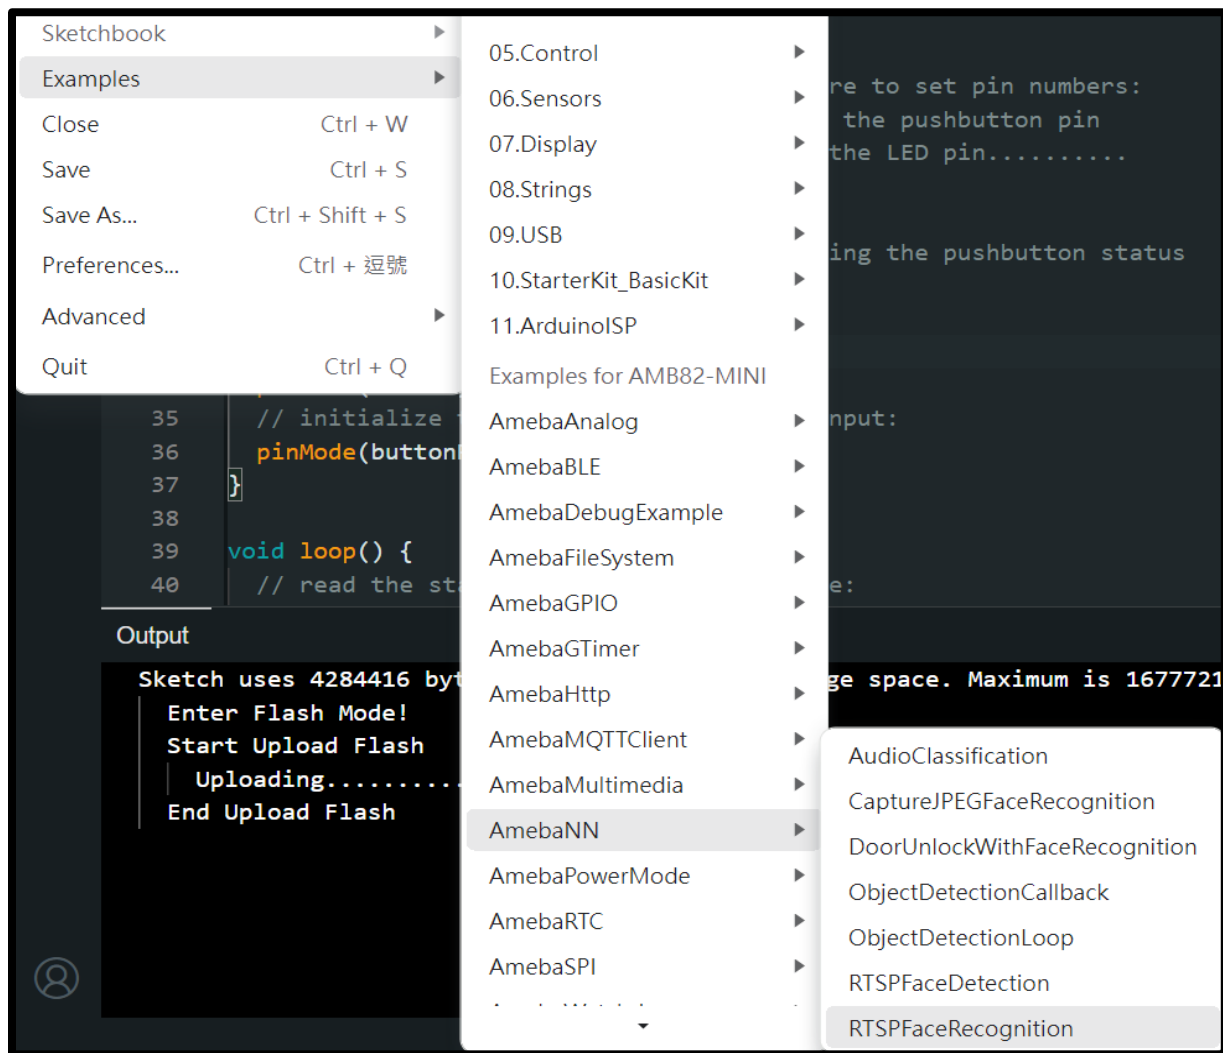 Sketchbook
Examples
Close Ctrl + W
Save Ctrl + S
Save As... Ctrl + Shift + S
Preferences... Ctrl + 逗號
Advanced
Quit Ctrl + Q
05.Control
06.Sensors
07.Display
08.Strings
09.USB
10.StarterKit_BasicKit
11.ArduinoISP
Examples for AMB82-MINI
AmebaAnalog
AmebaBLE
AmebaDebugExample
AmebaFileSystem
AmebaGPIO
AmebaGTimer
AmebaHttp
AmebaMQTTClient
AmebaMultimedia
AmebaNN
AmebaPowerMode
AmebaRTC
AmebaSPI
AudioClassification
CaptureJPEGFaceRecognition
DoorUnlockWithFaceRecognition
ObjectDetectionCallback
ObjectDetectionLoop
RTSPFaceDetection
RTSPFaceRecognition
re to set pin numbers:
the pushbutton pin
the LED pin..........
ing the pushbutton status
35 // initialize nput:
36 pinMode(button
37 }
38
39 void loop() {
40 // read the st e:
Output
Sketch uses 4284416 byt ge space. Maximum is 1677721
Enter Flash Mode!
Start Upload Flash
Uploading..........
End Upload Flash